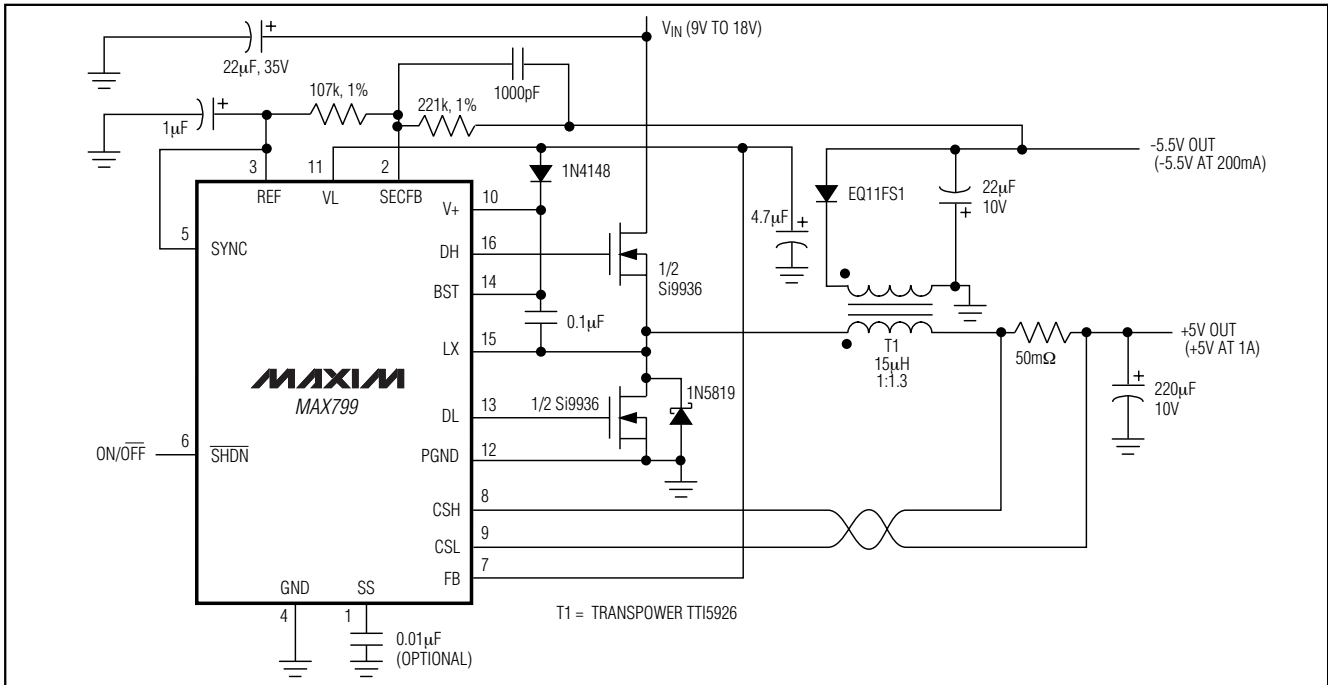 VIN (9V TO 18V)
22µF, 35V
107k, 1%
1000pF
221k, 1%
1µF
-5.5V OUT
(-5.5V AT 200mA)
3
11
2
1N4148
EQ11FS1
22µF
10V
REF
VL
SECFB
V+
10
4.7µF
5
SYNC
DH
16
1/2
Si9936
BST
14
0.1µF
LX
15
T1
15µH
1:1.3
50mΩ
+5V OUT
(+5V AT 1A)
MAXIM
MAX799
1N5819
220µF
10V
DL
13
1/2 Si9936
ON/OFF
6
SHDN
PGND
12
CSH
8
CSL
9
FB
7
GND
SS
T1 = TRANSPOWER TTI5926
4
1
0.01µF
(OPTIONAL)